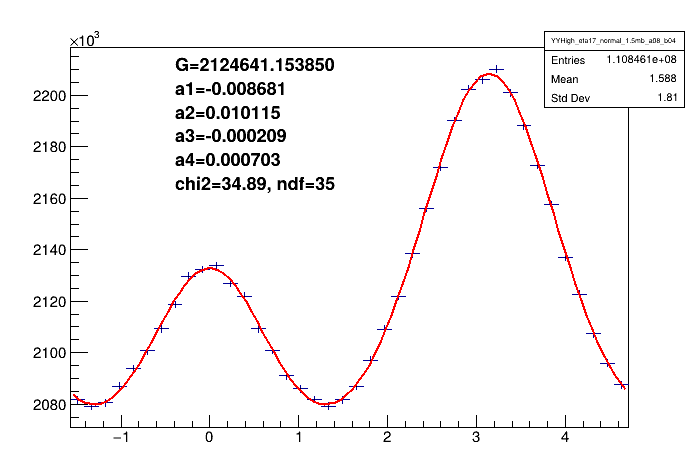 ×10³
YYHigh_eta17_normal_1.5mb_a08_b04
Entries 1.108461e+08
Mean 1.588
Std Dev 1.81
G=2124641.153850
a1=-0.008681
a2=0.010115
a3=-0.000209
a4=0.000703
chi2=34.89, ndf=35
2200
2180
2160
2140
2120
2100
2080
−1 0 1 2 3 4